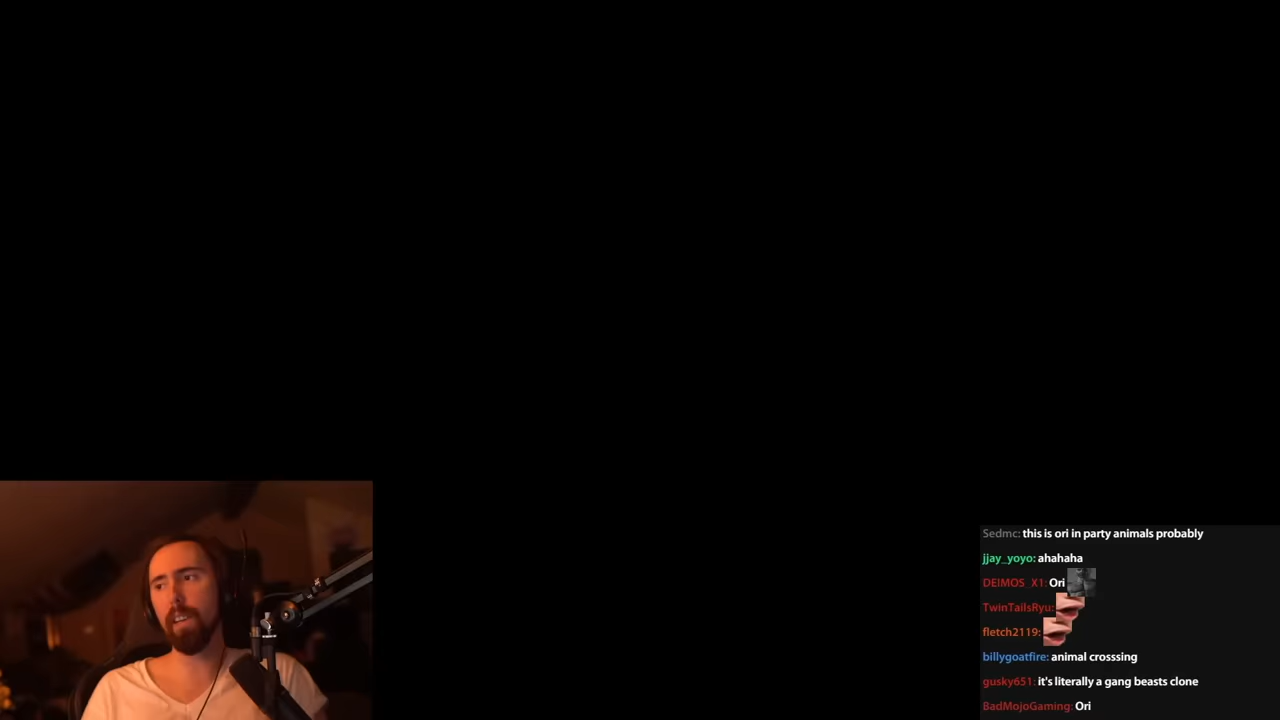 Sedmc: this is ori in party animals probably
jjay_yoyo: ahahaha
DEIMOS_X1: Ori
TwinTailsRyu:
fletch2119:
billygoatfire: animal crosssing
gusky651: it's literally a gang beasts clone
BadMojoGaming: Ori